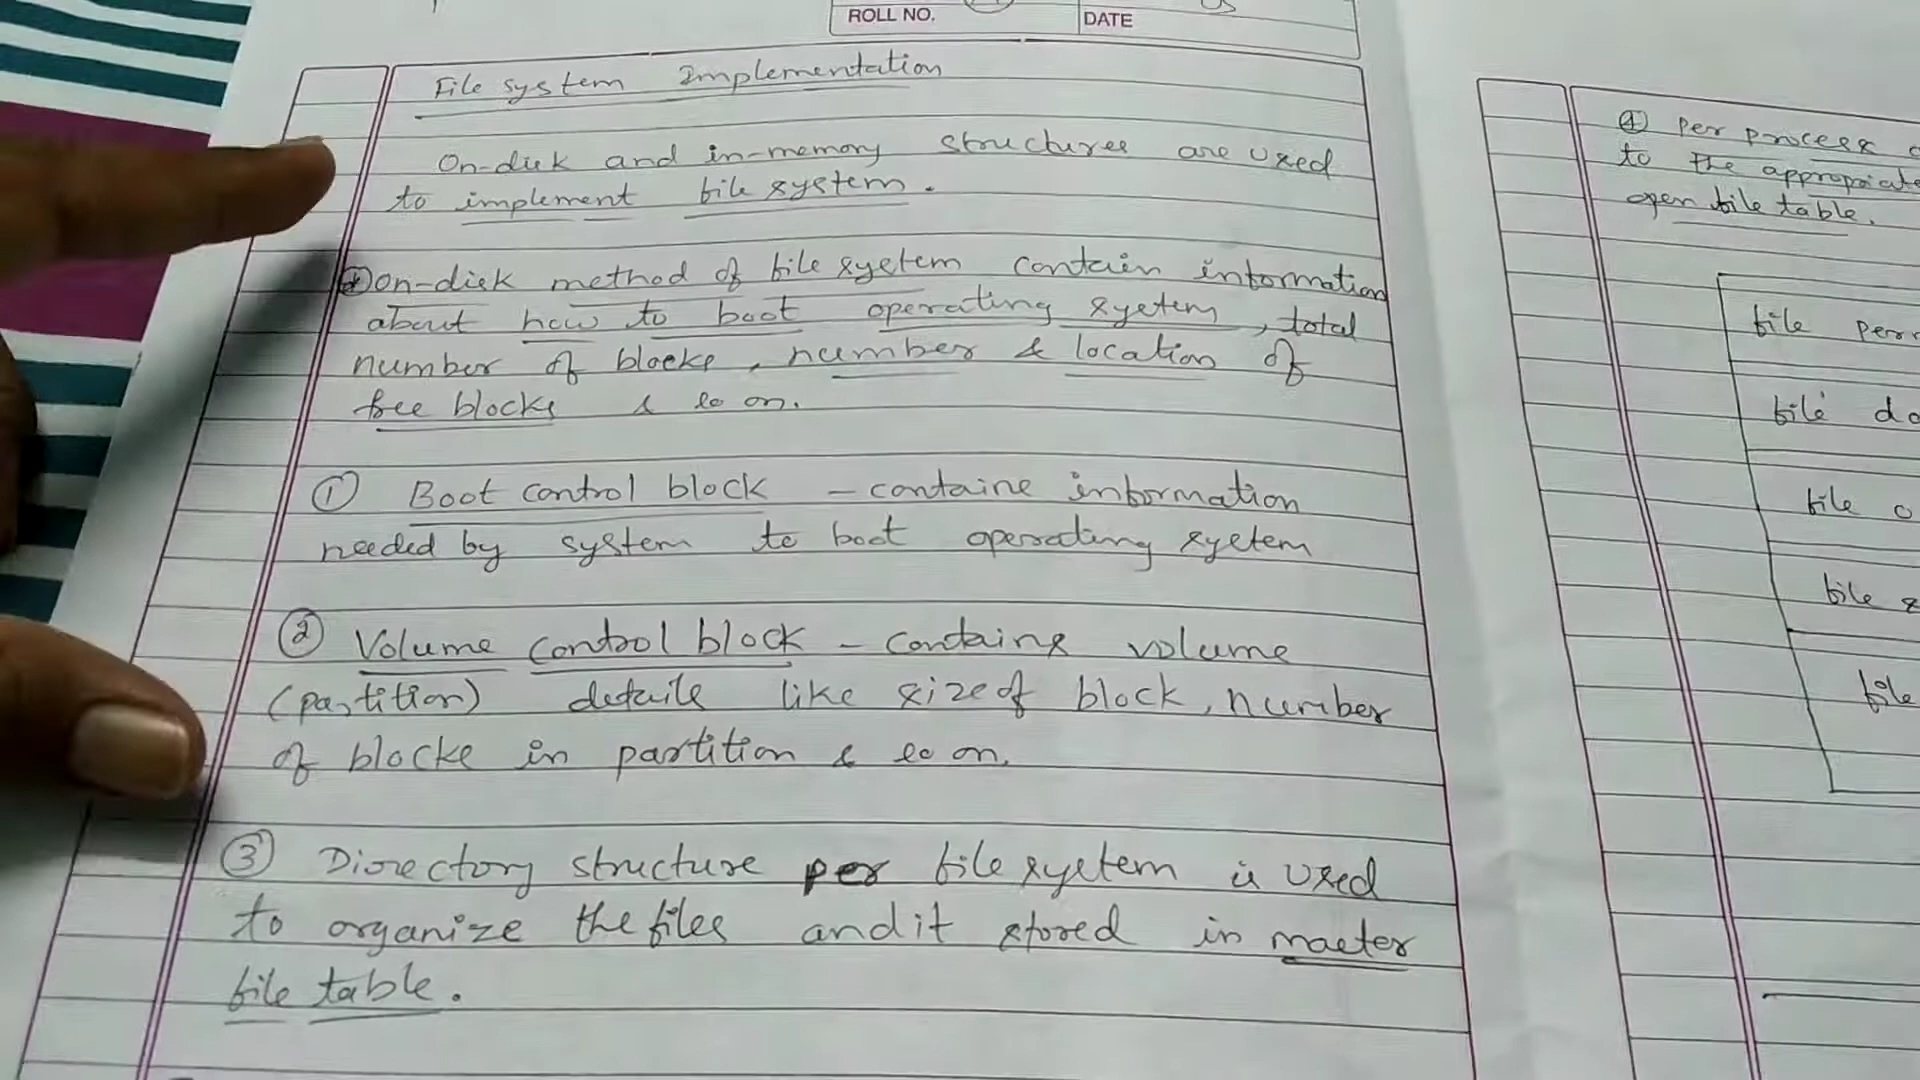 ROLL NO.
DATE
File system Implementation
On-disk and in-memory structures are used
to implement file system.
On-disk method of file system contain information
about how to boot operating system, total
number of blocks, number & location of
free blocks & so on.
① Boot control block - contains information
needed by system to boot operating system
② Volume control block - contains volume
(partition) details like size of block, number
of blocks in partition & so on.
③ Directory structure per file system is used
to organize the files and it stored in master
file table.
④ Per process
to the appropriate
open file table.
file
file
file
file
file